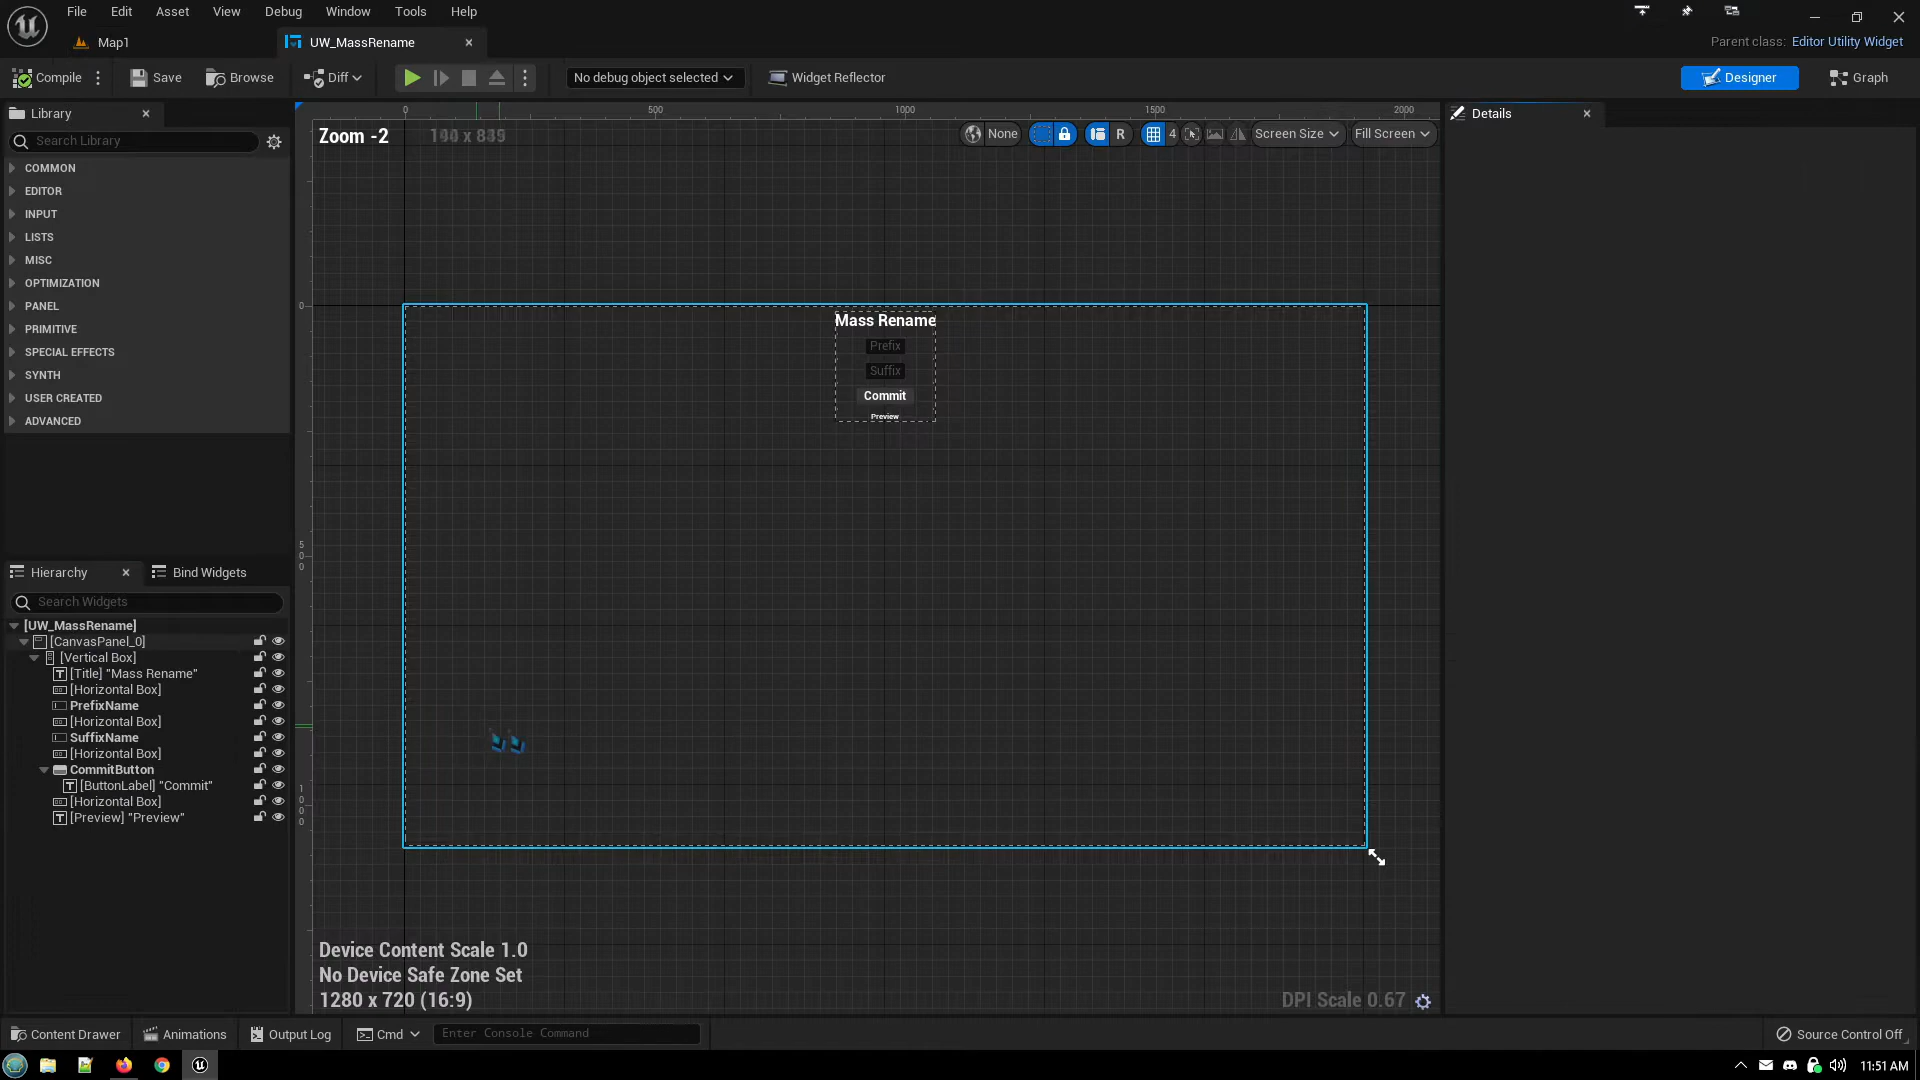 File Edit Asset View Debug Window Tools Help
Map1
UW_MassRename
Parent class: Editor Utility Widget
Compile
Save
Browse
Diff
No debug object selected
Widget Reflector
Designer
Graph
Library
Search Library
COMMON
EDITOR
INPUT
LISTS
MISC
OPTIMIZATION
PANEL
PRIMITIVE
SPECIAL EFFECTS
SYNTH
USER CREATED
ADVANCED
Hierarchy
Bind Widgets
Search Widgets
[UW_MassRename]
[CanvasPanel_0]
[Vertical Box]
[Title] "Mass Rename"
[Horizontal Box]
PrefixName
[Horizontal Box]
SuffixName
[Horizontal Box]
CommitButton
[ButtonLabel] "Commit"
[Horizontal Box]
[Preview] "Preview"
0 500 1000 1500 2000
Zoom -2
None
R
4
Screen Size
Fill Screen
0
500
1000
Mass Rename
Prefix
Suffix
Commit
Preview
Device Content Scale 1.0
No Device Safe Zone Set
1280 x 720 (16:9)
DPI Scale 0.67
Details
Content Drawer
Animations
Output Log
Cmd
Enter Console Command
Source Control Off
11:51 AM